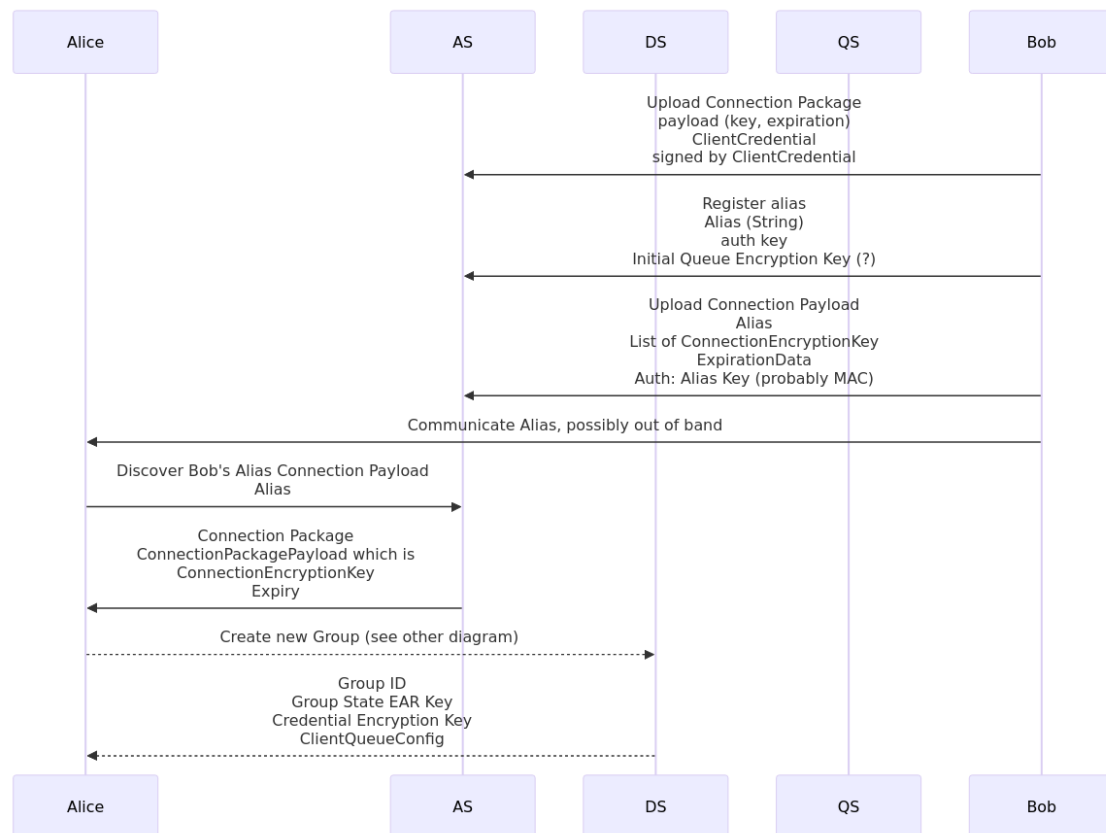 Alice
AS
DS
QS
Bob
Upload Connection Package
payload (key, expiration)
ClientCredential
signed by ClientCredential
Register alias
Alias (String)
auth key
Initial Queue Encryption Key (?)
Upload Connection Payload
Alias
List of ConnectionEncryptionKey
ExpirationData
Auth: Alias Key (probably MAC)
Communicate Alias, possibly out of band
Discover Bob's Alias Connection Payload
Alias
Connection Package
ConnectionPackagePayload which is
ConnectionEncryptionKey
Expiry
Create new Group (see other diagram)
Group ID
Group State EAR Key
Credential Encryption Key
ClientQueueConfig
Alice
AS
DS
QS
Bob